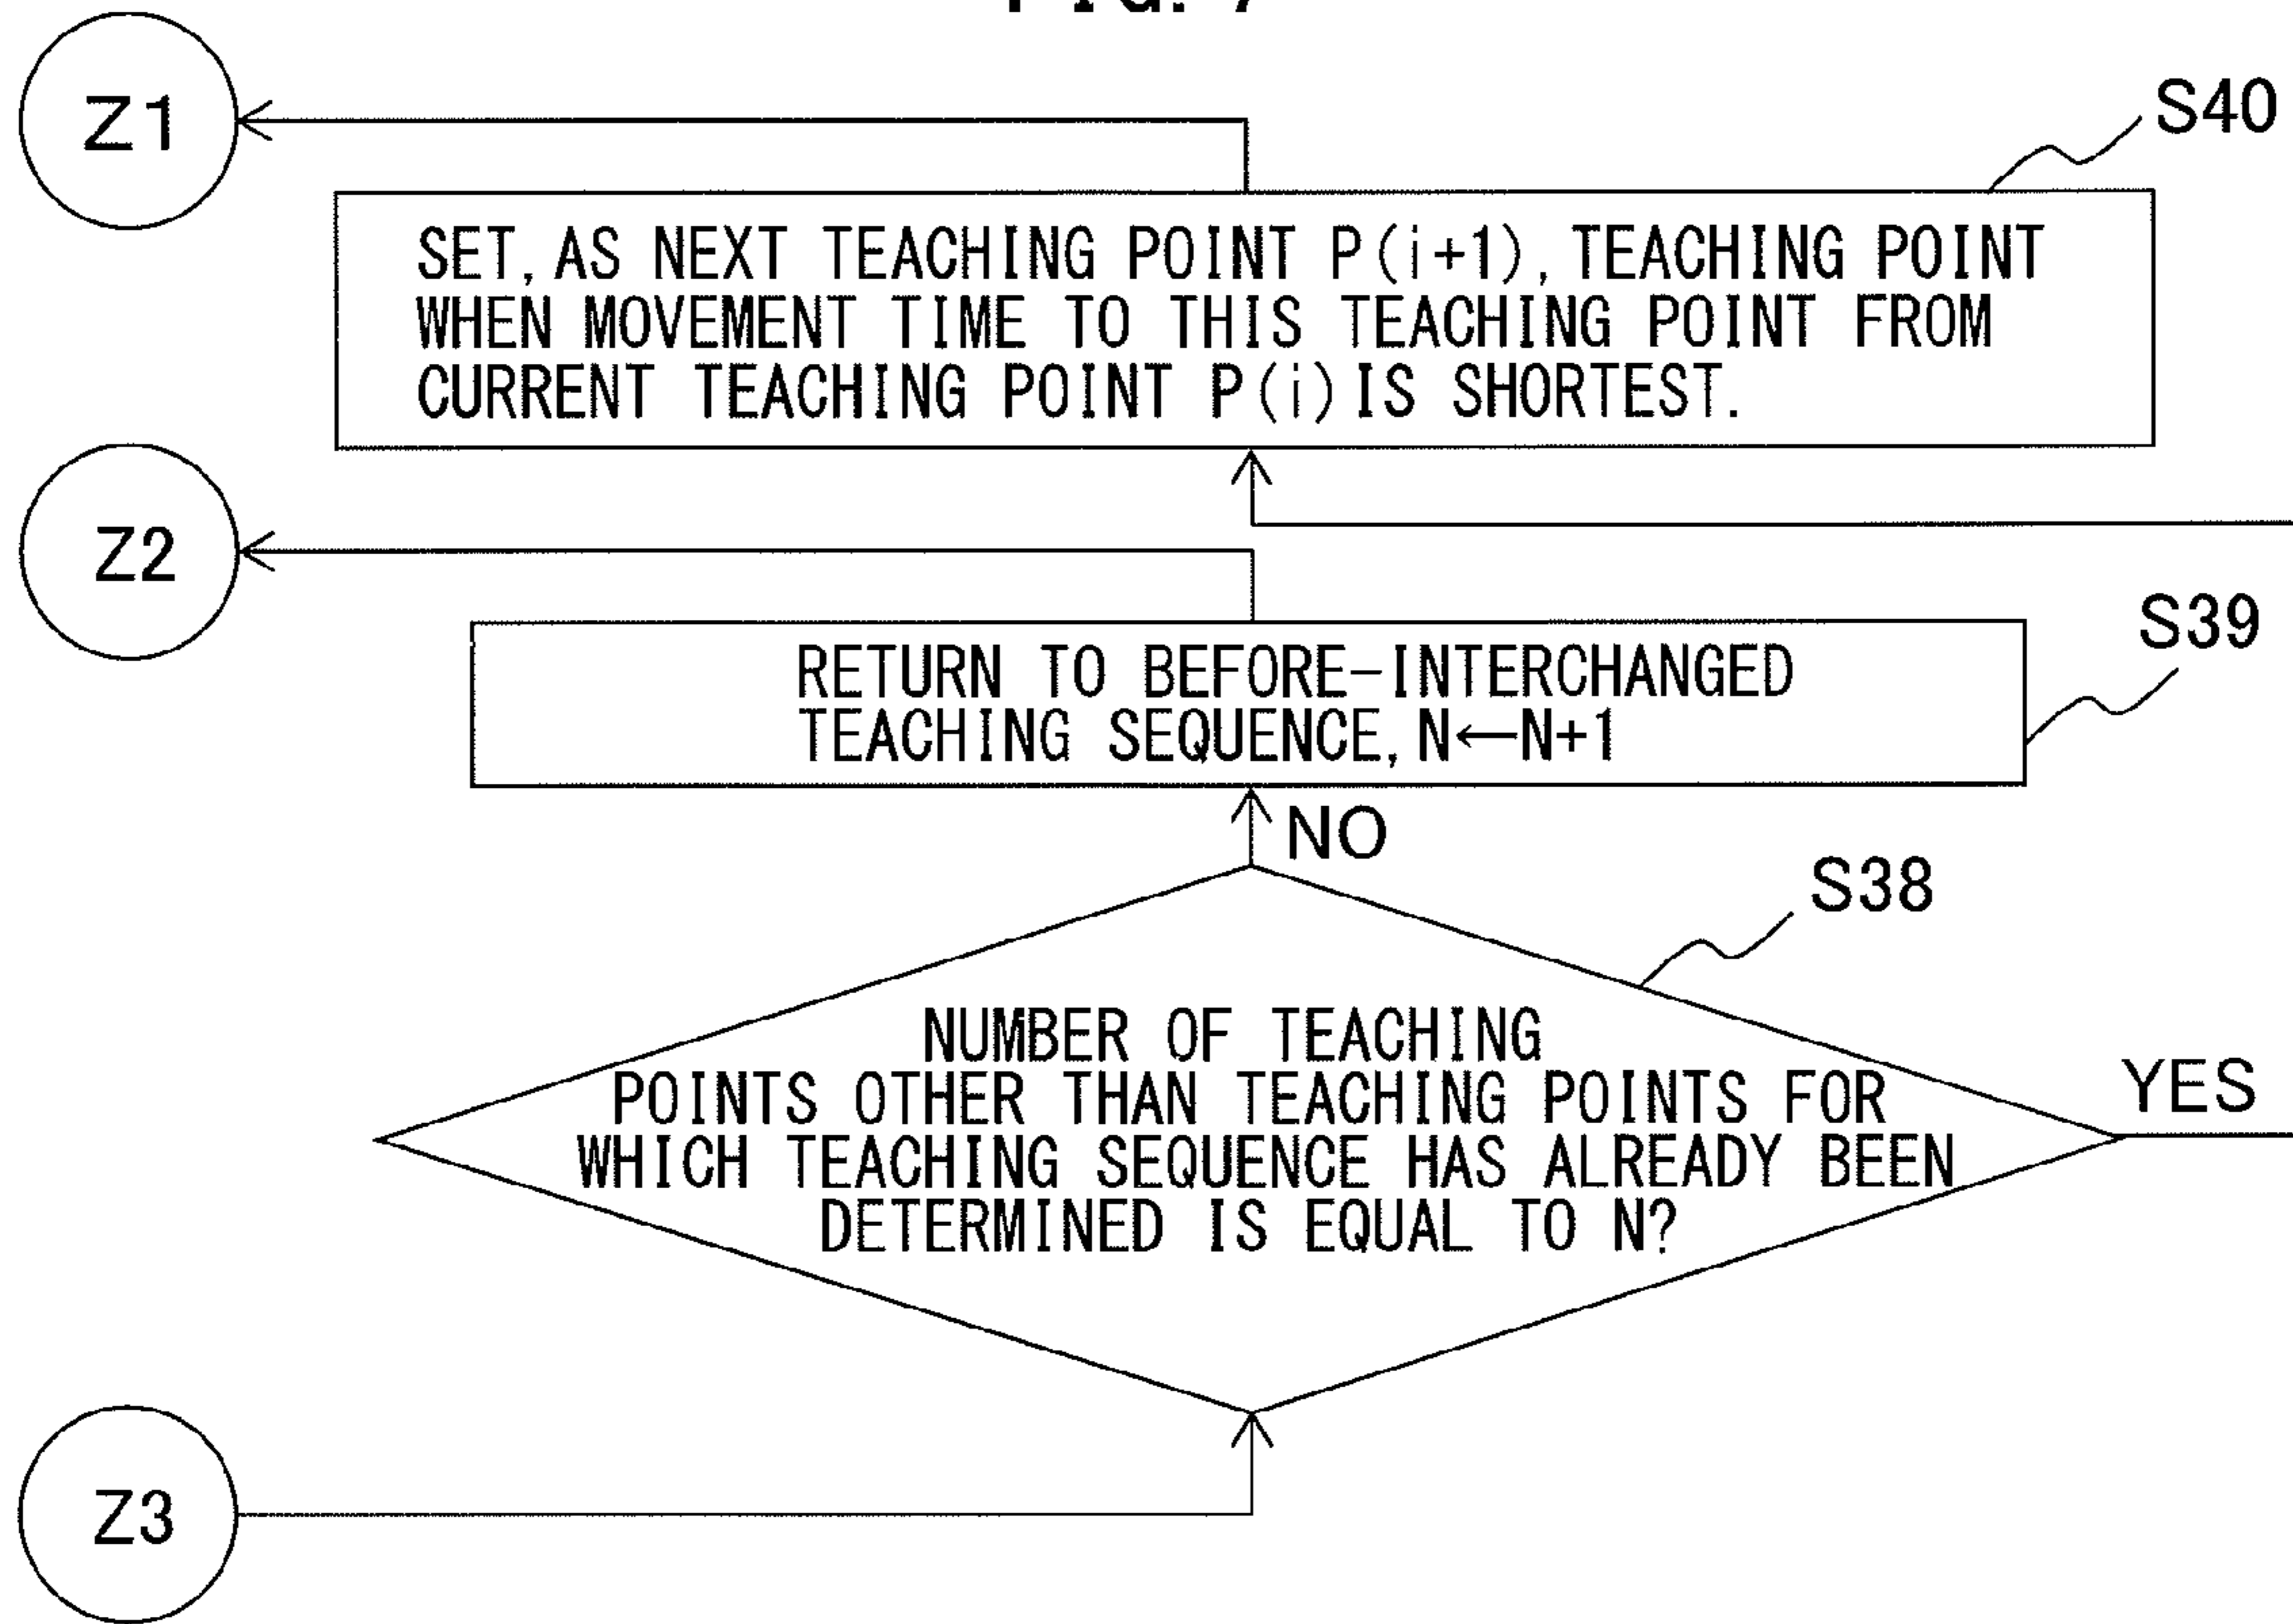 FIG. 7
Z1
S40
SET, AS NEXT TEACHING POINT P(i+1), TEACHING POINT
WHEN MOVEMENT TIME TO THIS TEACHING POINT FROM
CURRENT TEACHING POINT P(i) IS SHORTEST.
Z2
S39
RETURN TO BEFORE-INTERCHANGED
TEACHING SEQUENCE, N←N+1
NO
S38
NUMBER OF TEACHING
POINTS OTHER THAN TEACHING POINTS FOR
WHICH TEACHING SEQUENCE HAS ALREADY BEEN
DETERMINED IS EQUAL TO N?
YES
Z3